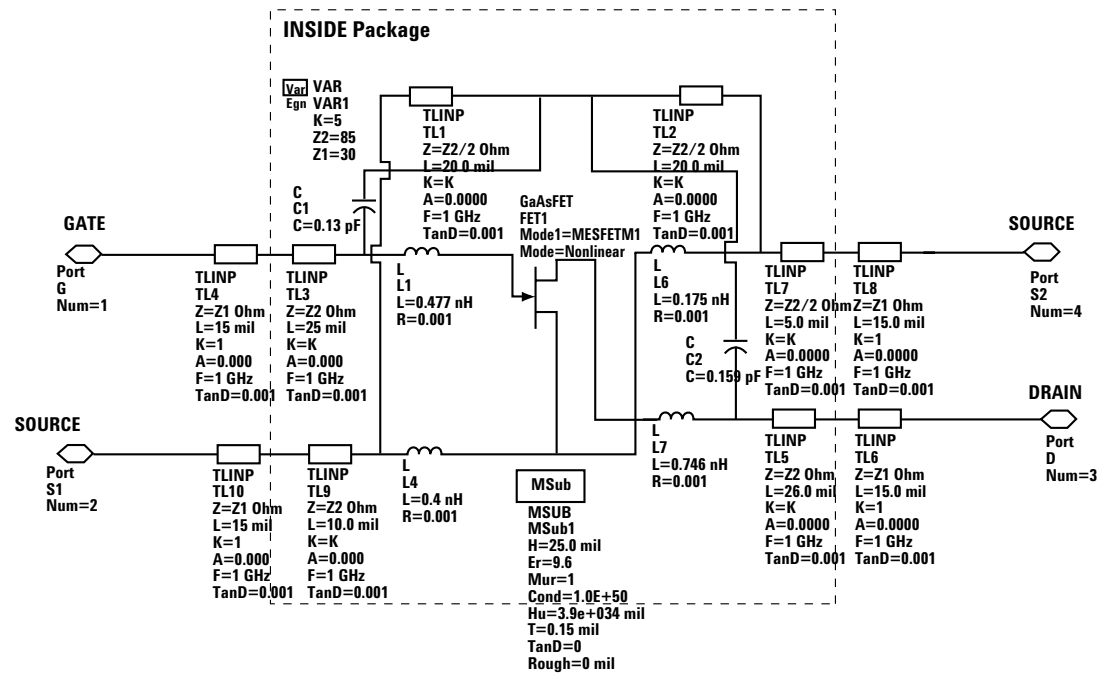 INSIDE Package
Var
Egn
VAR
VAR1
K=5
Z2=85
Z1=30
TLINP
TL1
Z=Z2/2 Ohm
L=20 0 mil
K=K
A=0.0000
F=1 GHz
TanD=0.001
TLINP
TL2
Z=Z2/2 Ohm
L=20 0 mil
K=K
A=0.0000
F=1 GHz
TanD=0.001
C
C1
C=0.13 pF
GaAsFET
FET1
Mode1=MESFETM1
Mode=Nonlinear
GATE
Port
G
Num=1
TLINP
TL4
Z=Z1 Ohm
L=15 mil
K=1
A=0.000
F=1 GHz
TanD=0.001
TLINP
TL3
Z=Z2 Ohm
L=25 mil
K=K
A=0.000
F=1 GHz
TanD=0.001
L
L1
L=0.477 nH
R=0.001
L
L6
L=0.175 nH
R=0.001
C
C2
C=0.159 pF
TLINP
TL7
Z=Z2/2 Ohm
L=5.0 mil
K=K
A=0.0000
F=1 GHz
TanD=0.001
TLINP
TL8
Z=Z1 Ohm
L=15.0 mil
K=1
A=0.0000
F=1 GHz
TanD=0.001
SOURCE
Port
S2
Num=4
SOURCE
Port
S1
Num=2
TLINP
TL10
Z=Z1 Ohm
L=15 mil
K=1
A=0.000
F=1 GHz
TanD=0.001
TLINP
TL9
Z=Z2 Ohm
L=10.0 mil
K=K
A=0.000
F=1 GHz
TanD=0.001
L
L4
L=0.4 nH
R=0.001
MSub
MSUB
MSub1
H=25.0 mil
Er=9.6
Mur=1
Cond=1.0E+50
Hu=3.9e+034 mil
T=0.15 mil
TanD=0
Rough=0 mil
L
L7
L=0.746 nH
R=0.001
TLINP
TL5
Z=Z2 Ohm
L=26.0 mil
K=K
A=0.0000
F=1 GHz
TanD=0.001
TLINP
TL6
Z=Z1 Ohm
L=15.0 mil
K=1
A=0.0000
F=1 GHz
TanD=0.001
DRAIN
Port
D
Num=3